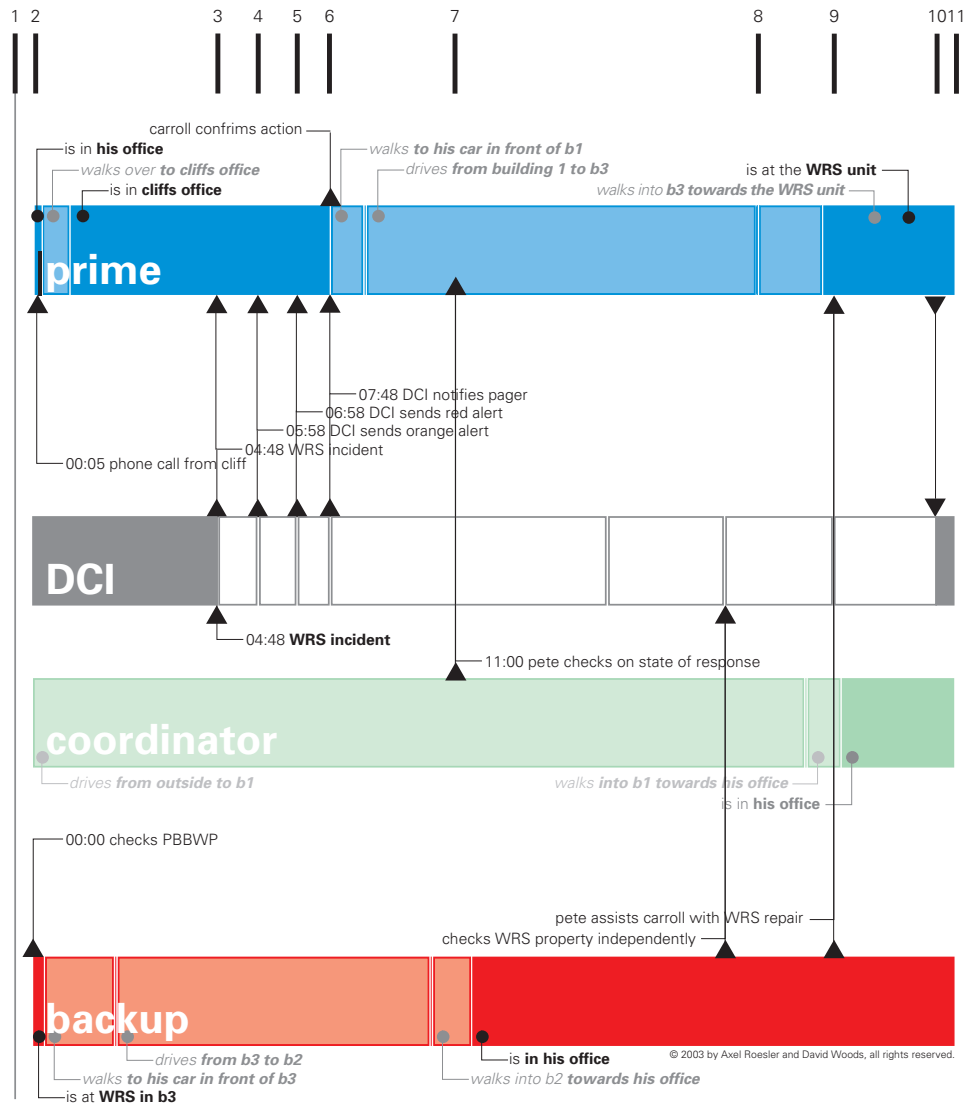 1 2 3 4 5 6 7 8 9 1011
carroll confrims action
is in his office
walks over to cliffs office
is in cliffs office
walks to his car in front of b1
drives from building 1 to b3
is at the WRS unit
walks into b3 towards the WRS unit
prime
07:48 DCI notifies pager
06:58 DCI sends red alert
05:58 DCI sends orange alert
04:48 WRS incident
00:05 phone call from cliff
DCI
04:48 WRS incident
11:00 pete checks on state of response
coordinator
drives from outside to b1
walks into b1 towards his office
is in his office
00:00 checks PBBWP
pete assists carroll with WRS repair
checks WRS property independently
backup
drives from b3 to b2
walks to his car in front of b3
is at WRS in b3
is in his office
walks into b2 towards his office
© 2003 by Axel Roesler and David Woods, all rights reserved.